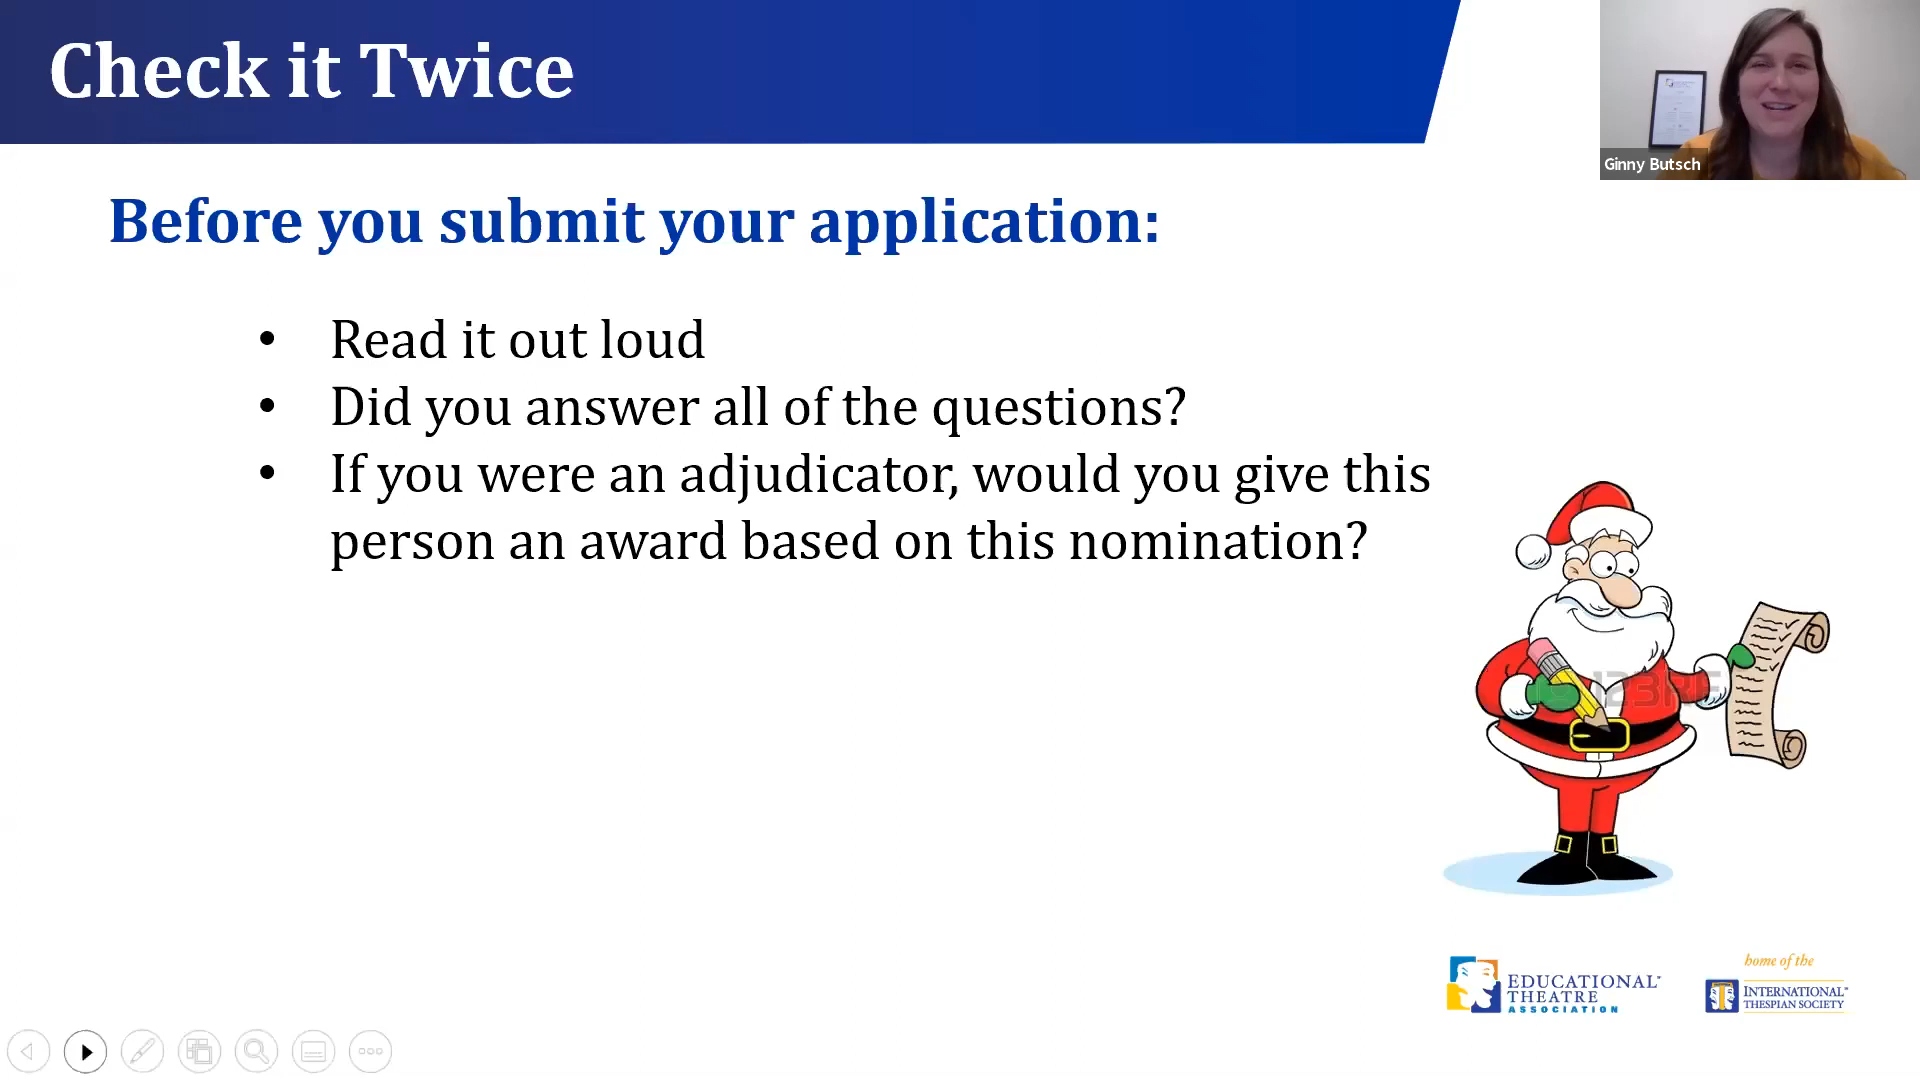 Check it Twice
Ginny Butsch
Before you submit your application:
• Read it out loud
• Did you answer all of the questions?
• If you were an adjudicator, would you give this
person an award based on this nomination?
123RF
EDUCATIONAL
THEATRE
ASSOCIATION
home of the
INTERNATIONAL
THESPIAN SOCIETY